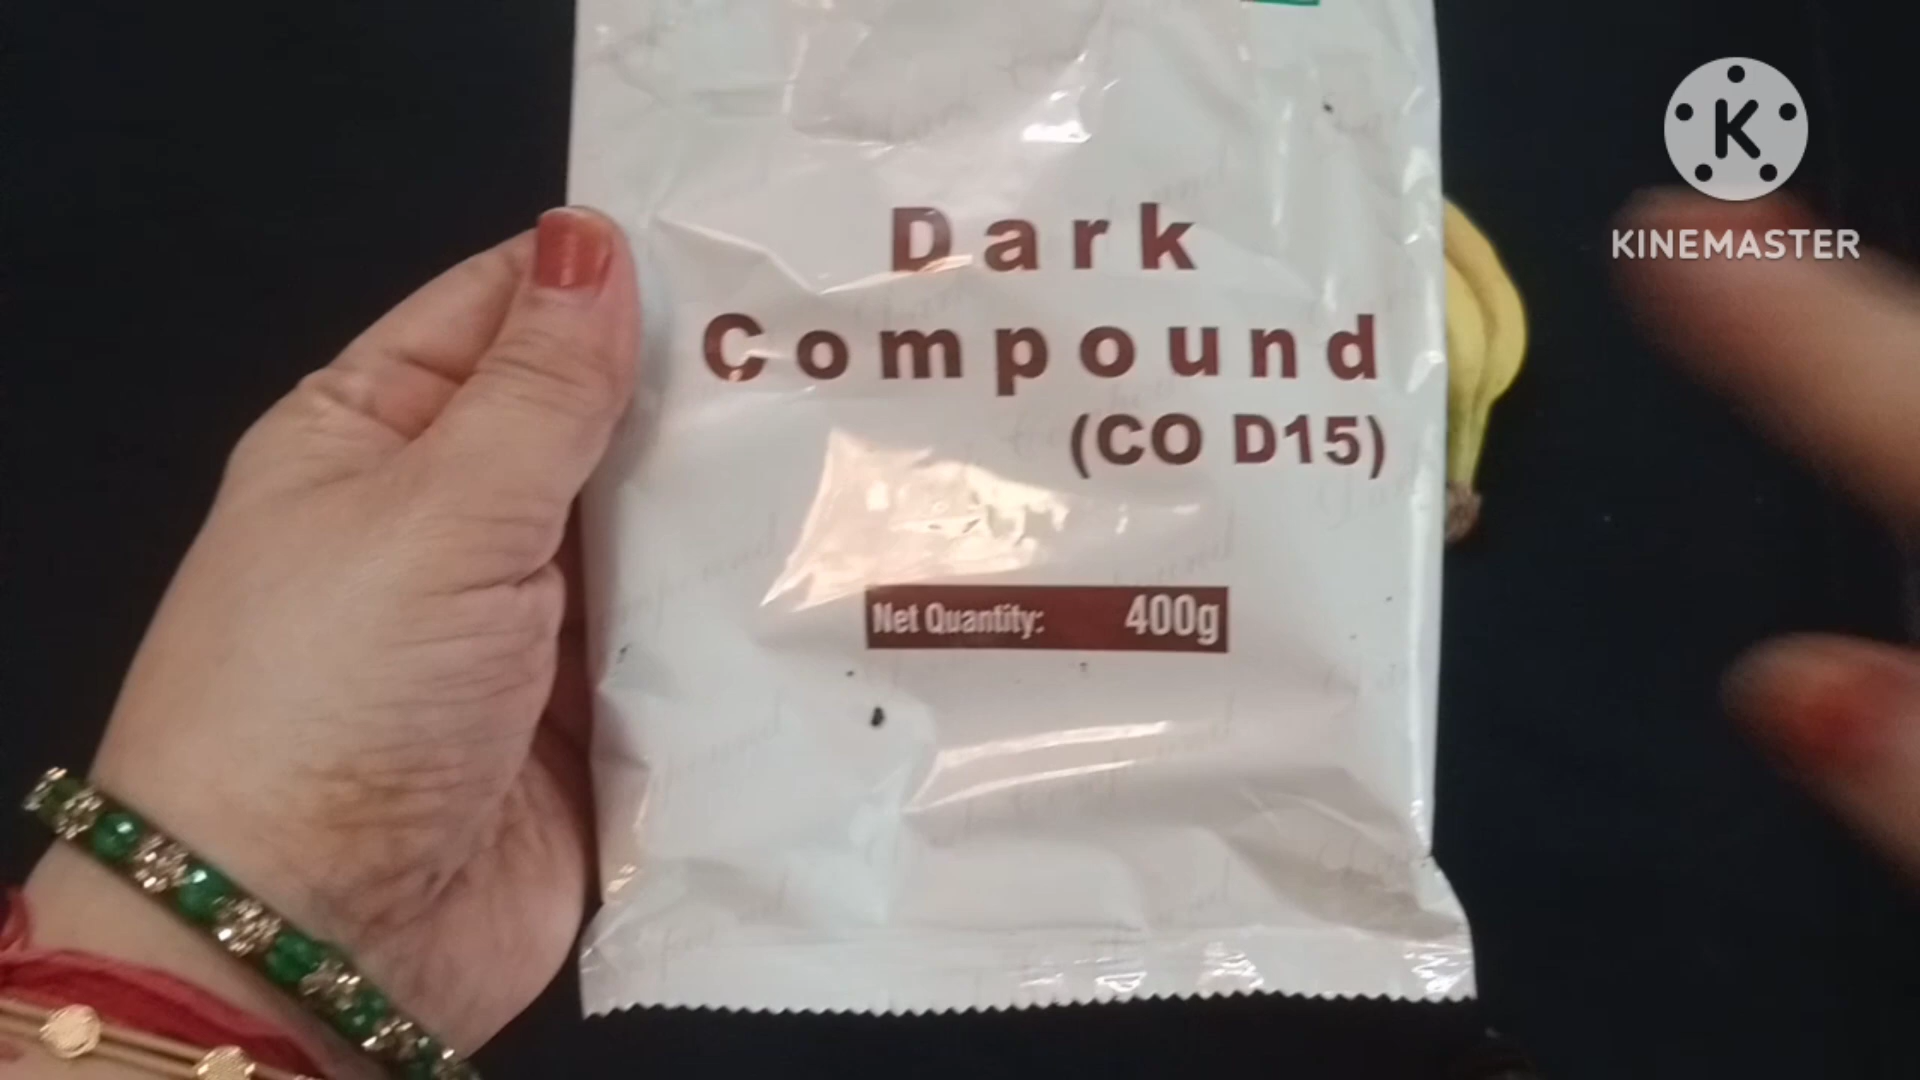 Dark
Compound
(CO D15)
Net Quantity: 400g
K
KINEMASTER